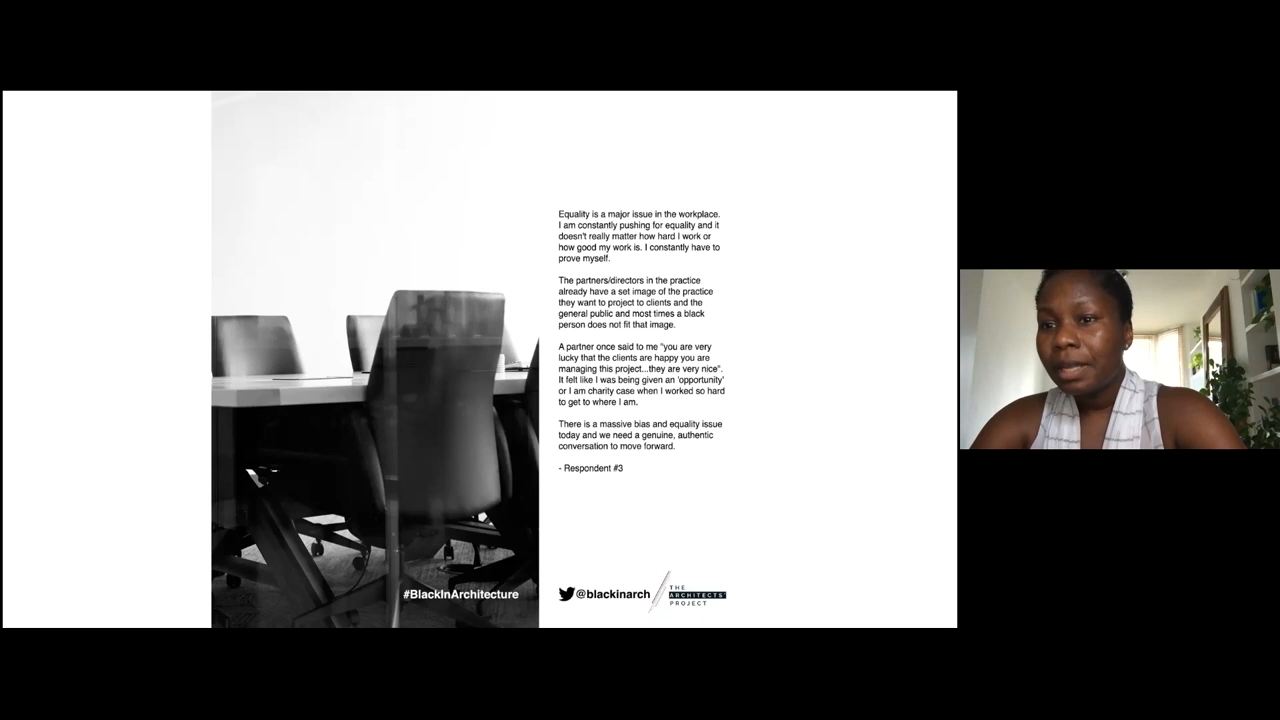 Equality is a major issue in the workplace.
I am constantly pushing for equality and it
doesn't really matter how hard I work or
how good my work is. I constantly have to
prove myself.
The partners/directors in the practice
already have a set image of the practice
they want to project to clients and the
general public and most times a black
person does not fit that image.
A partner once said to me "you are very
lucky that the clients are happy you are
managing this project...they are very nice".
It felt like I was being given an 'opportunity'
or I am charity case when I worked so hard
to get to where I am.
There is a massive bias and equality issue
today and we need a genuine, authentic
conversation to move forward.
- Respondent #3
#BlackInArchitecture
@blackinarch
THE
ARCHITECTS'
PROJECT